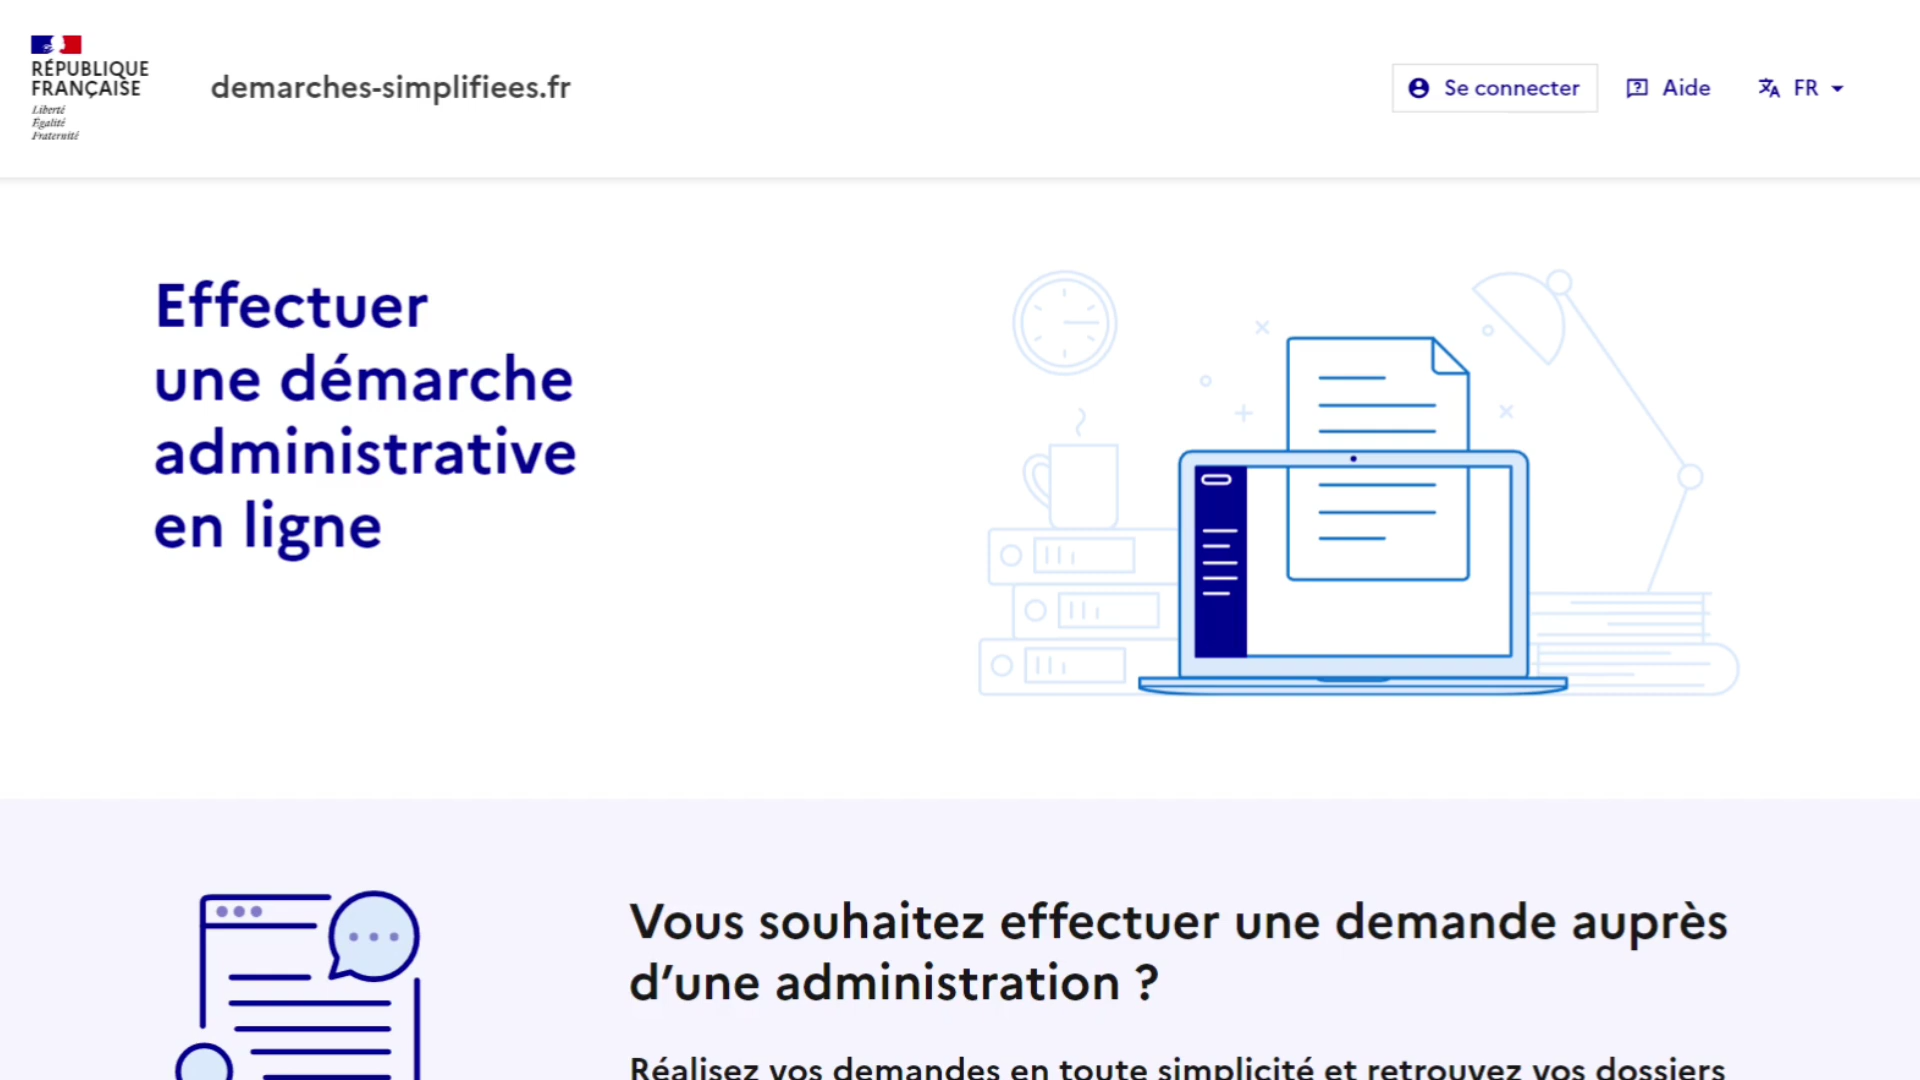 RÉPUBLIQUE
FRANÇAISE
Liberté
Égalité
Fraternité
demarches-simplifiees.fr
Se connecter
Aide
FR
Effectuer
une démarche
administrative
en ligne
Vous souhaitez effectuer une demande auprès
d’une administration ?
Réalisez vos demandes en toute simplicité et retrouvez vos dossiers